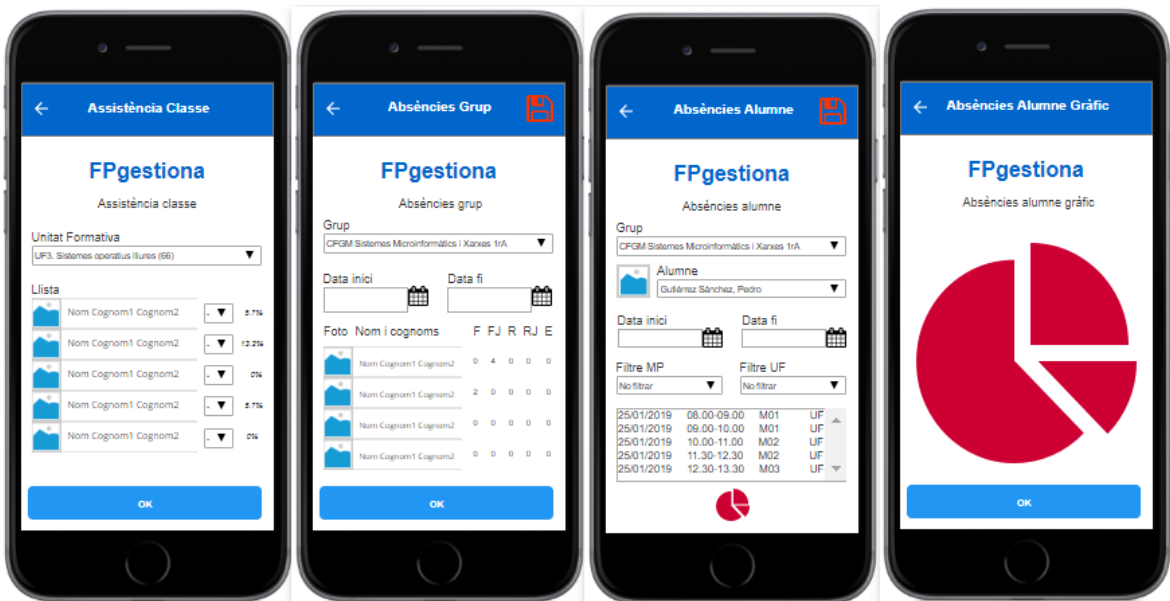 Assistència Classe
FPgestiona
Assistència classe
Unitat Formativa
UF3. Sistemes operatius lliures (66)
Llista
Nom Cognom1 Cognom2 - 5.7%
Nom Cognom1 Cognom2 - 13.2%
Nom Cognom1 Cognom2 - 0%
Nom Cognom1 Cognom2 - 5.7%
Nom Cognom1 Cognom2 - 0%
OK
Absències Grup
FPgestiona
Absències grup
Grup
CFGM Sistemes Microinformàtics i Xarxes 1rA
Data inici Data fi
Foto Nom i cognoms F FJ R RJ E
Nom Cognom1 Cognom2 0 4 0 0 0
Nom Cognom1 Cognom2 2 0 0 0 0
Nom Cognom1 Cognom2 0 0 0 0 0
Nom Cognom1 Cognom2 0 0 0 0 0
OK
Absències Alumne
FPgestiona
Absències alumne
Grup
CFGM Sistemes Microinformàtics i Xarxes 1rA
Alumne
Gutiérrez Sánchez, Pedro
Data inici Data fi
Filtre MP Filtre UF
No filtrar No filtrar
25/01/2019 08.00-09.00 M01 UF
25/01/2019 09.00-10.00 M01 UF
25/01/2019 10.00-11.00 M02 UF
25/01/2019 11.30-12.30 M02 UF
25/01/2019 12.30-13.30 M03 UF
Absències Alumne Gràfic
FPgestiona
Absències alumne gràfic
OK